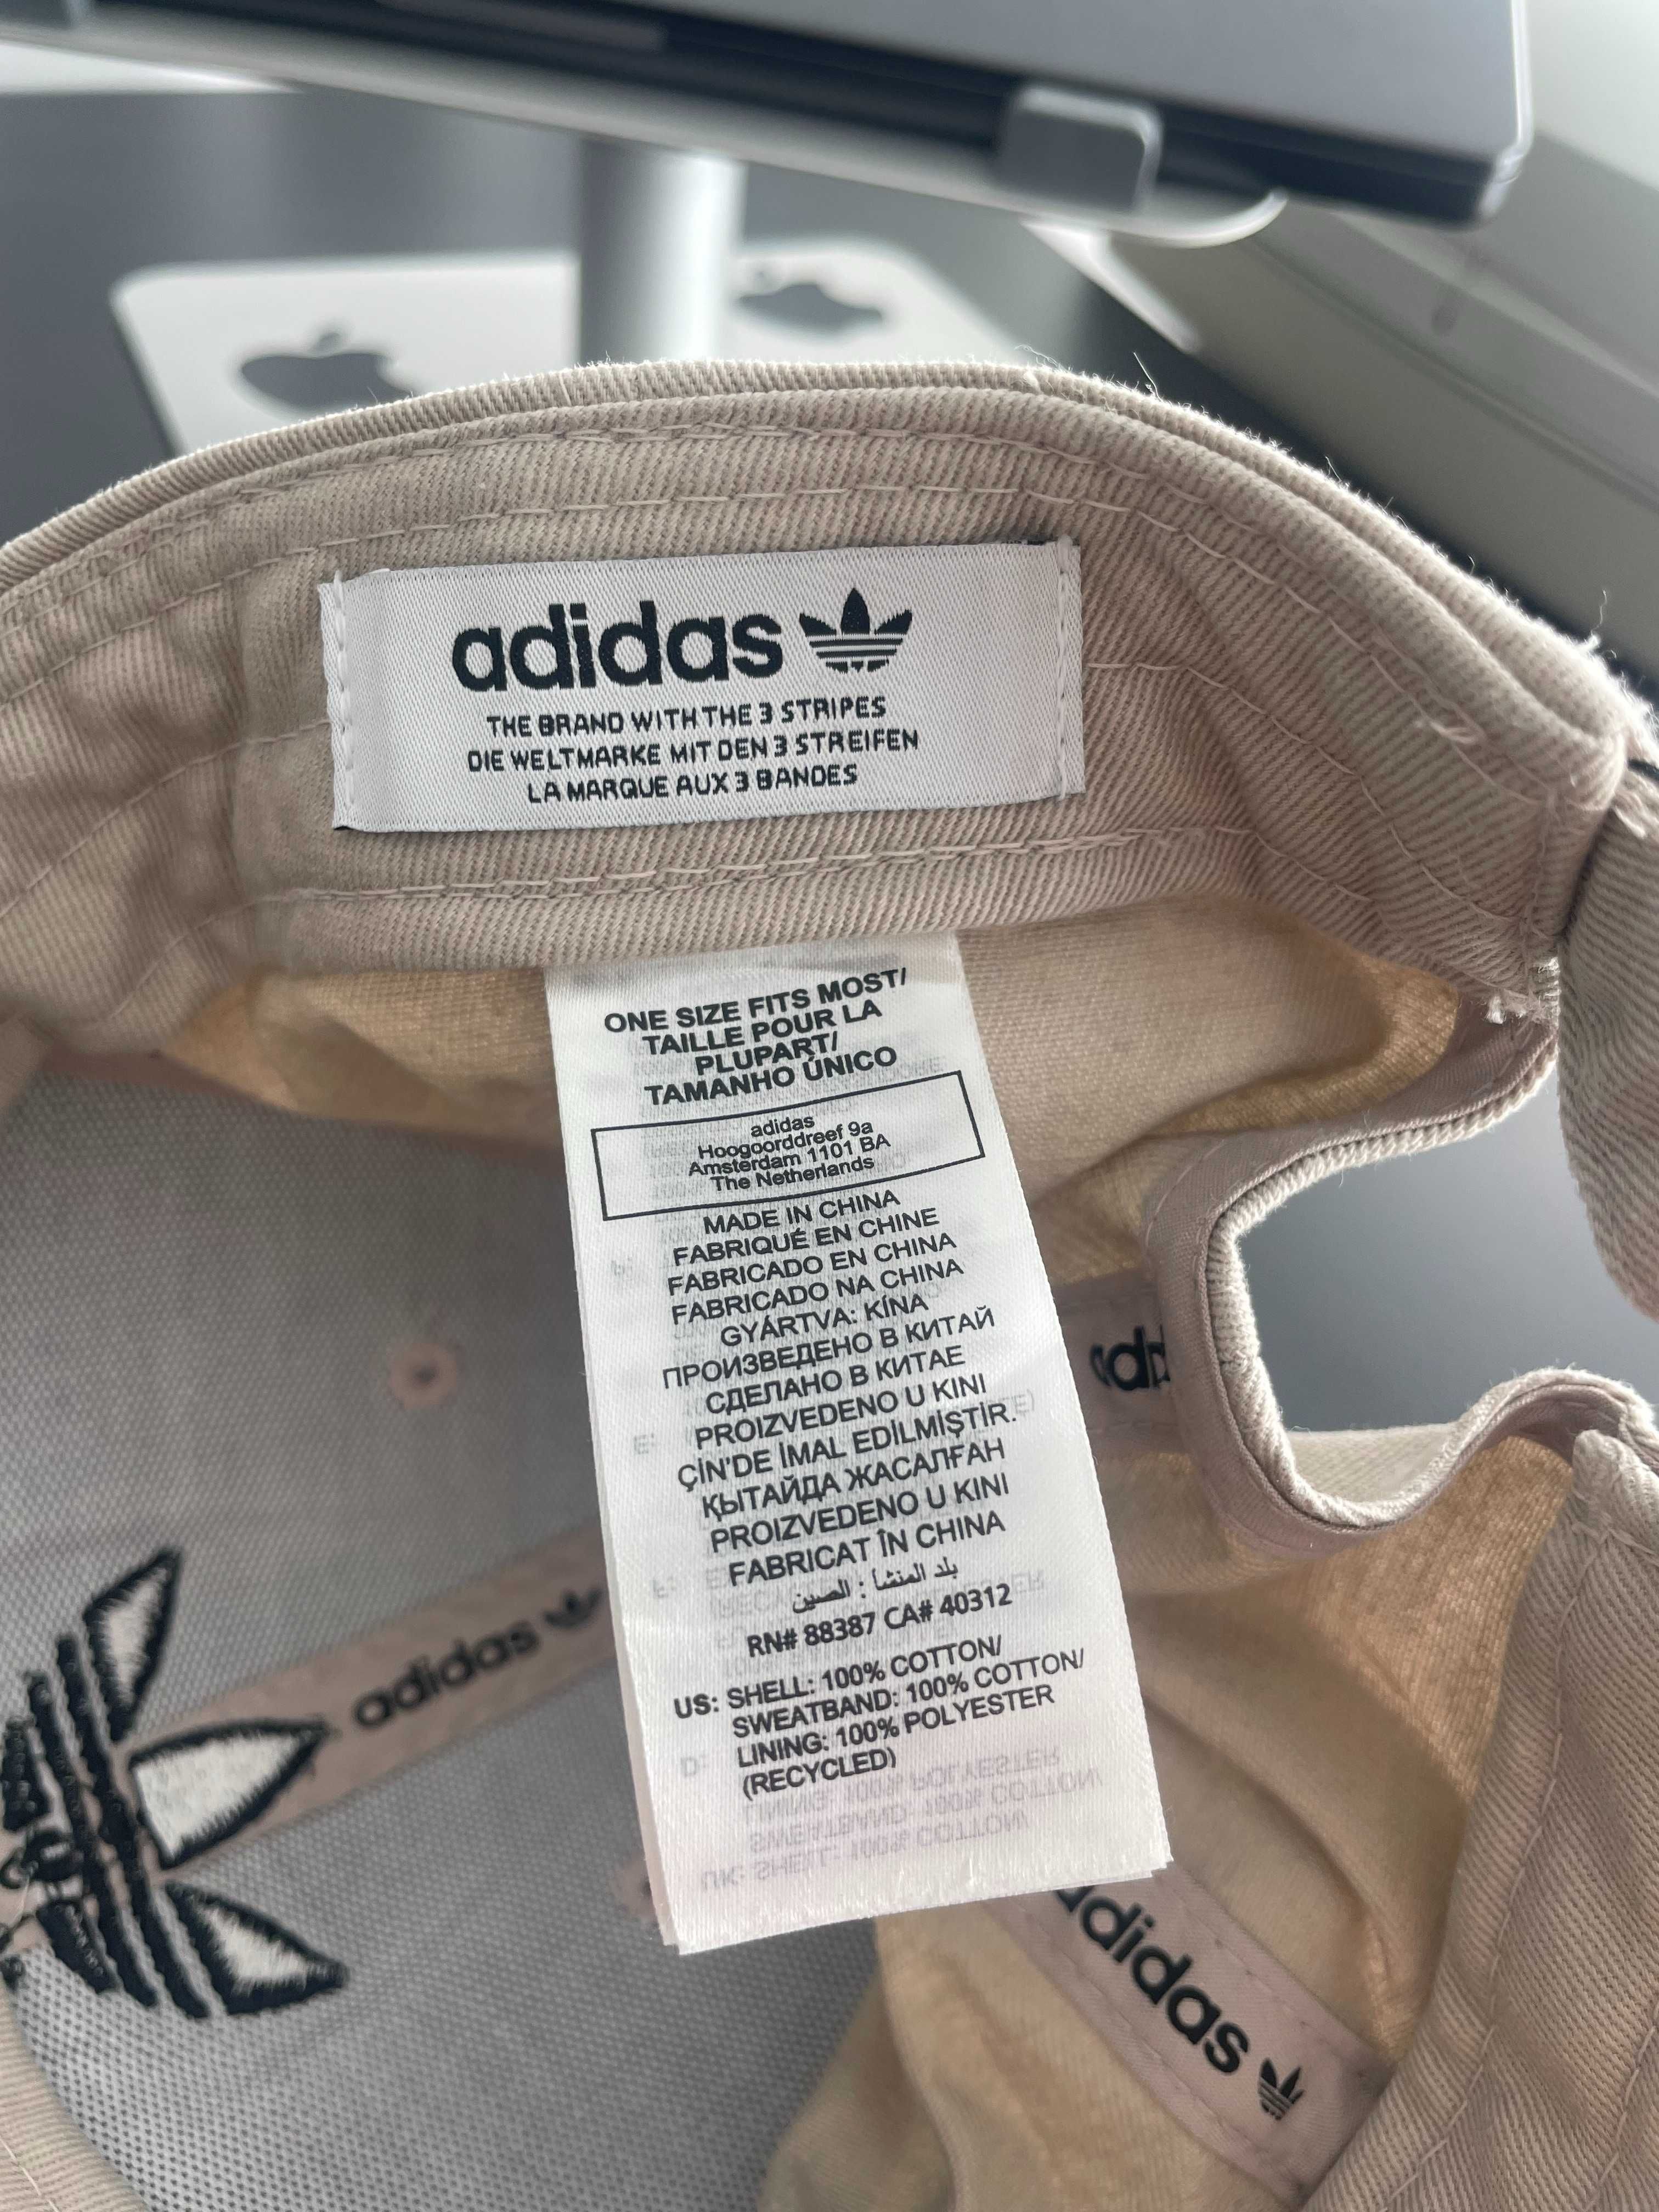 adidas
THE BRAND WITH THE 3 STRIPES
DIE WELTMARKE MIT DEN 3 STREIFEN
LA MARQUE AUX 3 BANDES
ONE SIZE FITS MOST/
TAILLE POUR LA
PLUPART/
TAMANHO ÚNICO
adidas
Hoogoorddreef 9a
Amsterdam 1101 BA
The Netherlands
MADE IN CHINA
FABRIQUÉ EN CHINE
FABRICADO EN CHINA
FABRICADO NA CHINA
GYÁRTVA: KÍNA
ПРОИЗВЕДЕНО В КИТАЙ
СДЕЛАНО В КИТАЕ
PROIZVEDENO U KINI
ÇİN'DE İMAL EDİLMİŞTİR.
ҚЫТАЙДА ЖАСАЛҒАН
PROIZVEDENO U KINI
FABRICAT ÎN CHINA
بلد المنشأ : الصين
RN# 88387 CA# 40312
US: SHELL: 100% COTTON/
SWEATBAND: 100% COTTON/
LINING: 100% POLYESTER
(RECYCLED)
adidas
adidas